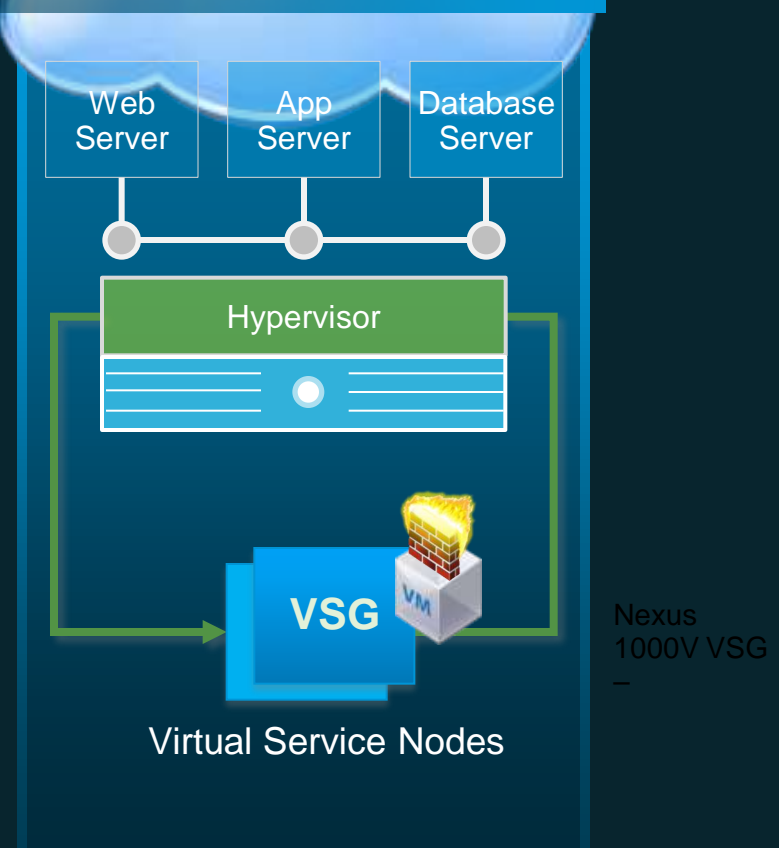 Web
Server
App
Server
Database
Server
Hypervisor
VSG
VM
Nexus
1000V VSG
–
Virtual Service Nodes